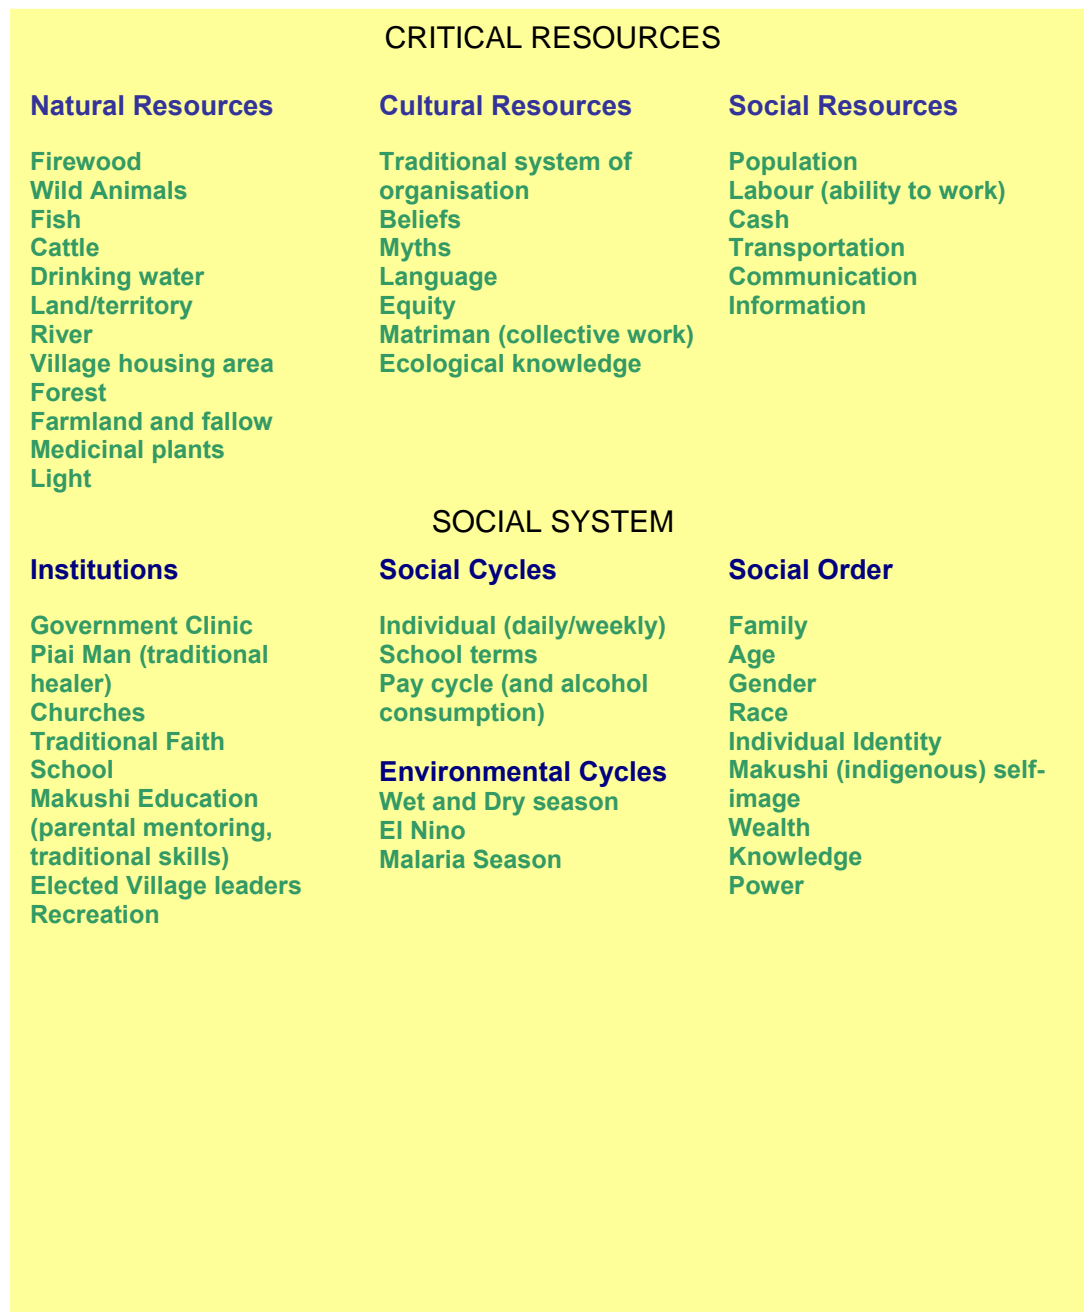 CRITICAL RESOURCES
Natural Resources
Firewood
Wild Animals
Fish
Cattle
Drinking water
Land/territory
River
Village housing area
Forest
Farmland and fallow
Medicinal plants
Light
Cultural Resources
Traditional system of
organisation
Beliefs
Myths
Language
Equity
Matriman (collective work)
Ecological knowledge
Social Resources
Population
Labour (ability to work)
Cash
Transportation
Communication
Information
SOCIAL SYSTEM
Institutions
Government Clinic
Piai Man (traditional
healer)
Churches
Traditional Faith
School
Makushi Education
(parental mentoring,
traditional skills)
Elected Village leaders
Recreation
Social Cycles
Individual (daily/weekly)
School terms
Pay cycle (and alcohol
consumption)
Environmental Cycles
Wet and Dry season
El Nino
Malaria Season
Social Order
Family
Age
Gender
Race
Individual Identity
Makushi (indigenous) self-
image
Wealth
Knowledge
Power